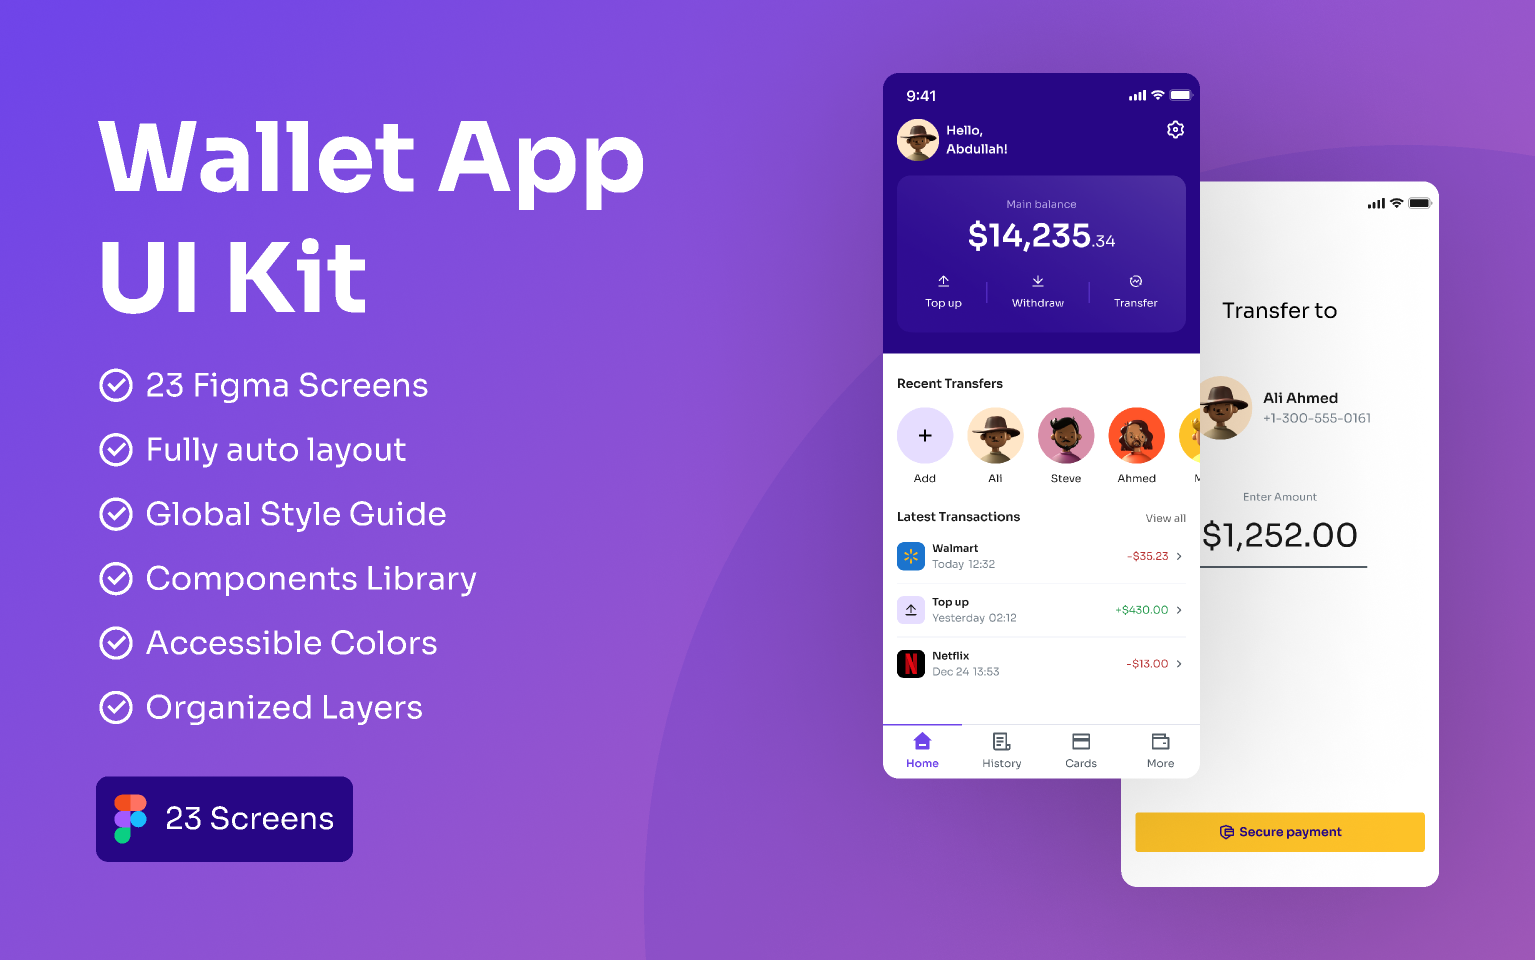 Wallet App
UI Kit
23 Figma Screens
Fully auto layout
Global Style Guide
Components Library
Accessible Colors
Organized Layers
23 Screens
9:41
Hello,
Abdullah!
Main balance
$14,235.34
Top up
Withdraw
Transfer
Recent Transfers
Add
Ali
Steve
Ahmed
Latest Transactions
View all
Walmart
Today 12:32
-$35.23
Top up
Yesterday 02:12
+$430.00
Netflix
Dec 24 13:53
-$13.00
Home
History
Cards
More
Transfer to
Ali Ahmed
+1-300-555-0161
Enter Amount
$1,252.00
Secure payment